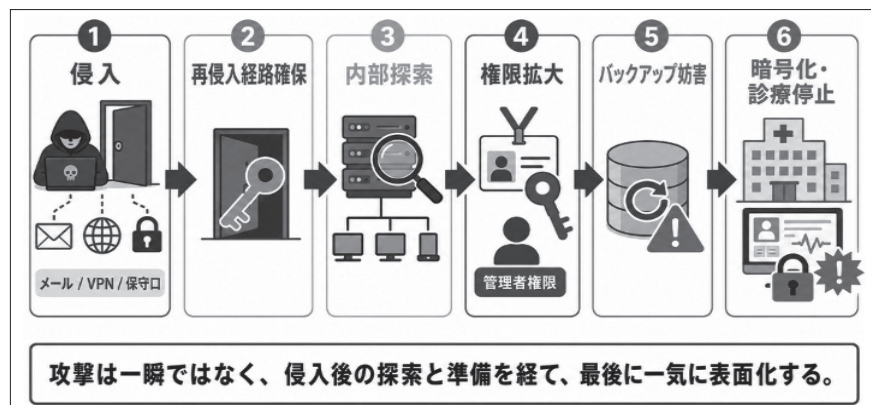 1
侵入
メール / VPN / 保守口
2
再侵入経路確保
3
内部探索
4
権限拡大
管理者権限
5
バックアップ妨害
6
暗号化・
診療停止
攻撃は一瞬ではなく、侵入後の探索と準備を経て、最後に一気に表面化する。